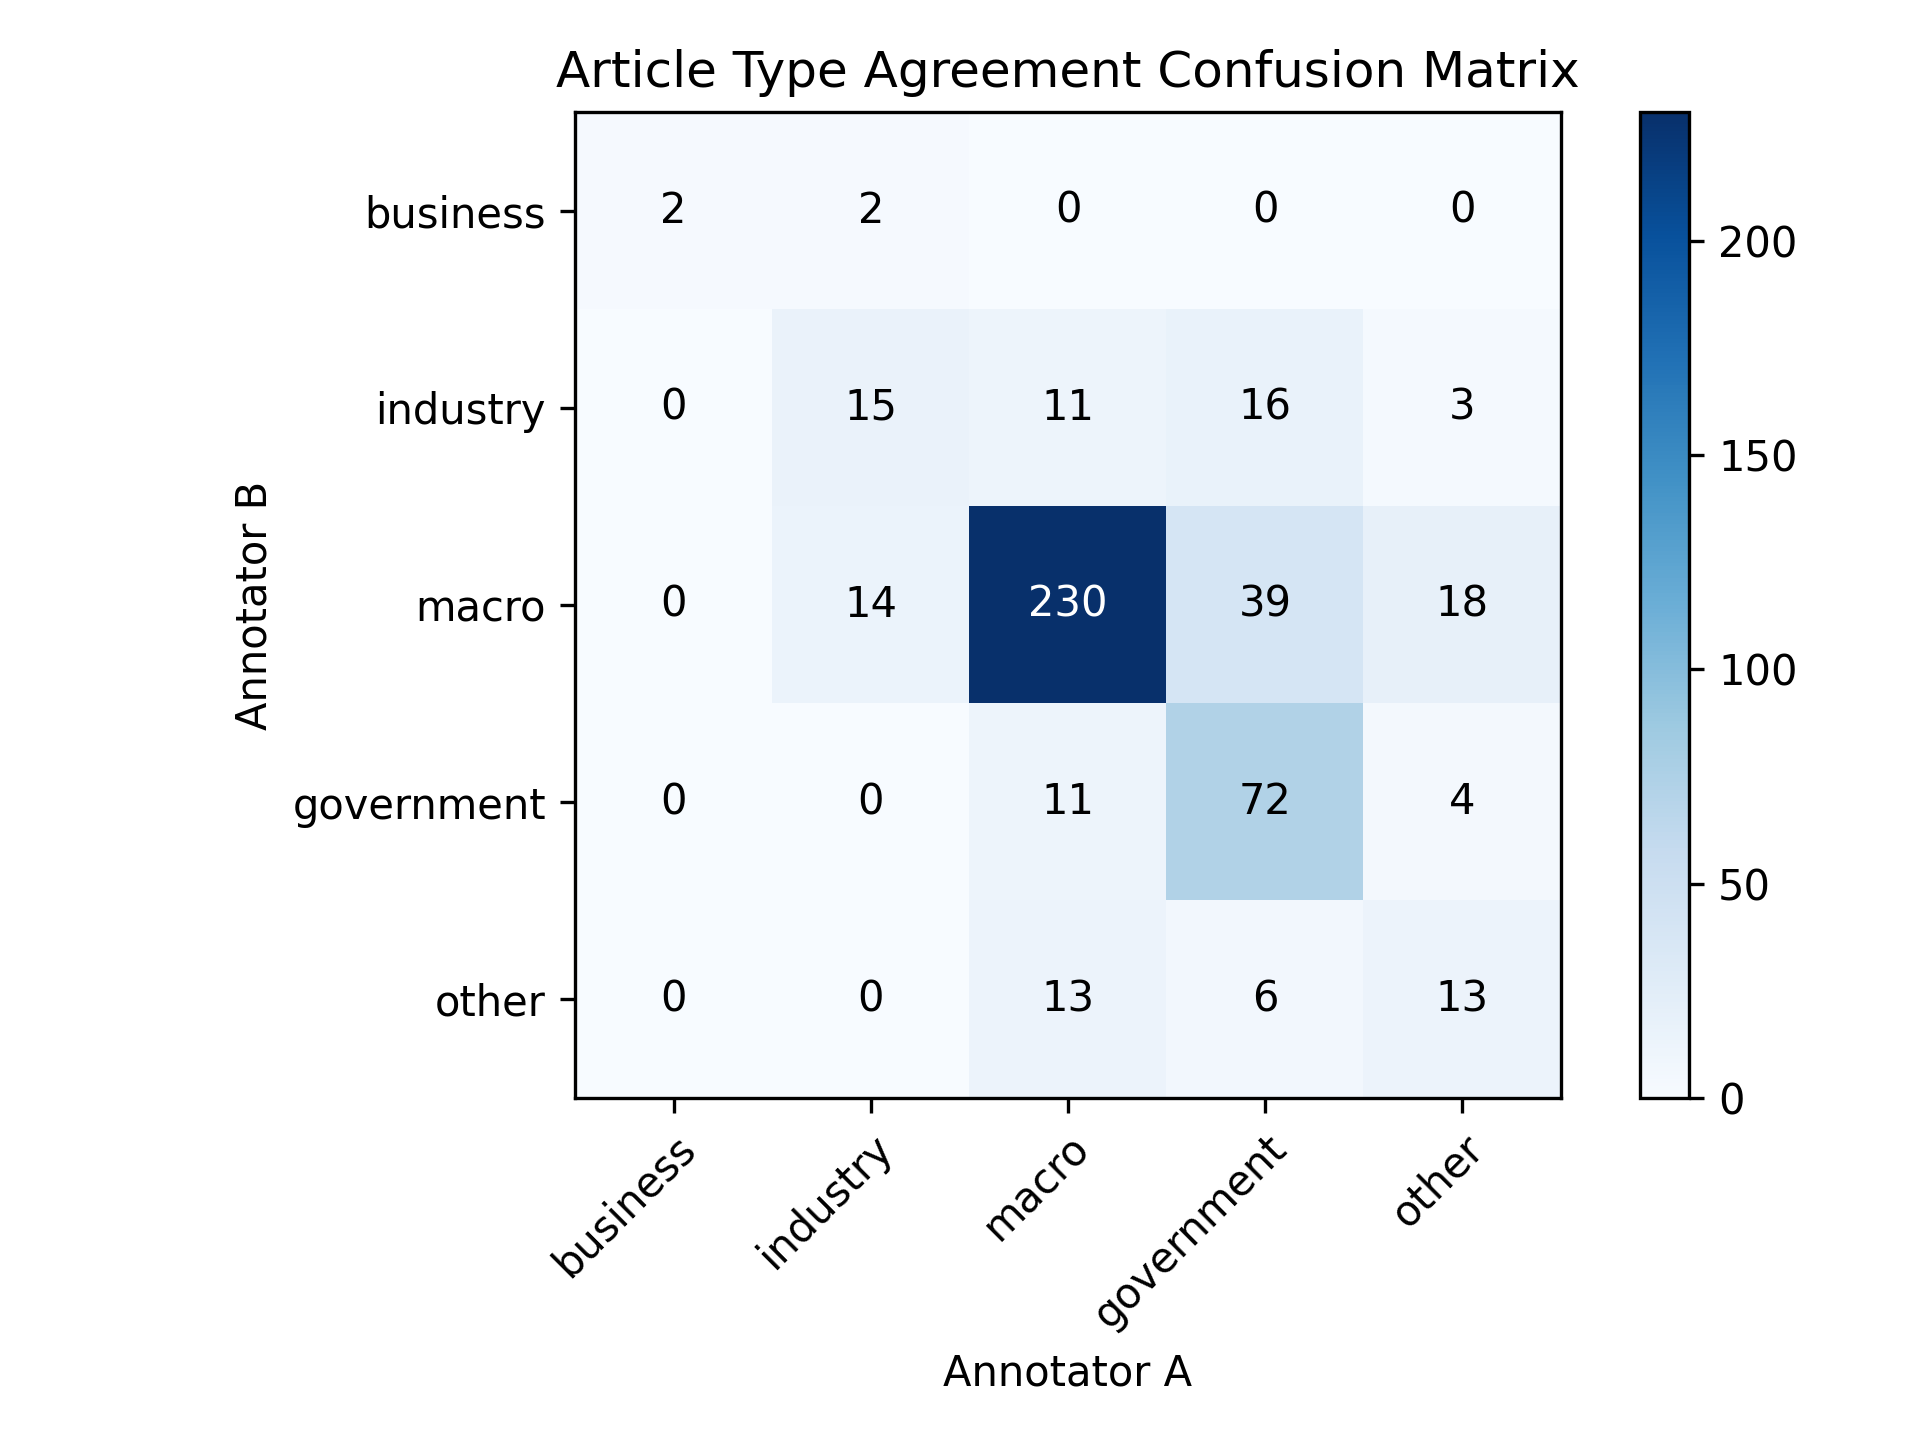 Article Type Agreement Confusion Matrix
business 2 2 0 0 0
industry 0 15 11 16 3
macro 0 14 230 39 18
government 0 0 11 72 4
other 0 0 13 6 13
business industry macro government other
Annotator A
Annotator B
200
150
100
50
0